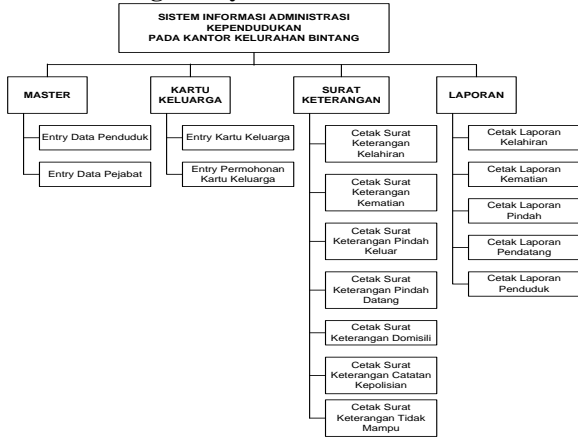 SISTEM INFORMASI ADMINISTRASI
KEPENDUDUKAN
PADA KANTOR KELURAHAN BINTANG
MASTER
Entry Data Penduduk
Entry Data Pejabat
KARTU
KELUARGA
Entry Kartu Keluarga
Entry Permohonan
Kartu Keluarga
SURAT
KETERANGAN
Cetak Surat
Keterangan
Kelahiran
Cetak Surat
Keterangan
Kematian
Cetak Surat
Keterangan Pindah
Keluar
Cetak Surat
Keterangan Pindah
Datang
Cetak Surat
Keterangan Domisili
Cetak Surat
Keterangan Catatan
Kepolisian
Cetak Surat
Keterangan Tidak
Mampu
LAPORAN
Cetak Laporan
Kelahiran
Cetak Laporan
Kematian
Cetak Laporan
Pindah
Cetak Laporan
Pendatang
Cetak Laporan
Penduduk